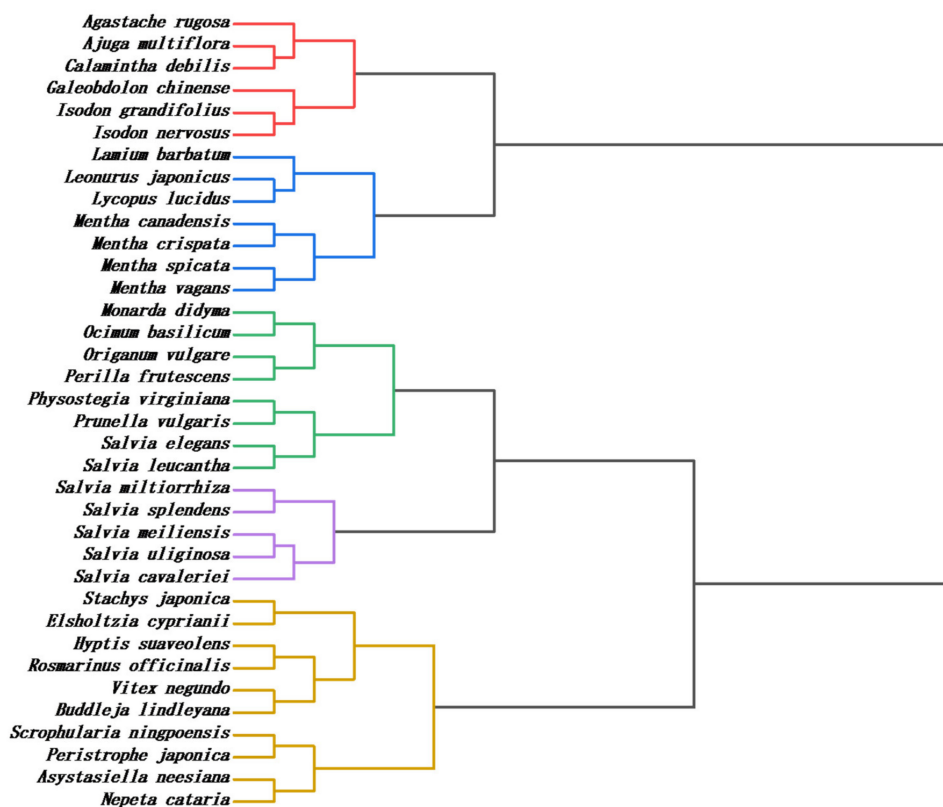 Agastache rugosa
Ajuga multiflora
Calamintha debilis
Galeobdolon chinense
Isodon grandifolius
Isodon nervosus
Lamium barbatum
Leonurus japonicus
Lycopus lucidus
Mentha canadensis
Mentha crispata
Mentha spicata
Mentha vagans
Monarda didyma
Ocimum basilicum
Origanum vulgare
Perilla frutescens
Physostegia virginiana
Prunella vulgaris
Salvia elegans
Salvia leucantha
Salvia miltiorrhiza
Salvia splendens
Salvia meiliensis
Salvia uliginosa
Salvia cavaleriei
Stachys japonica
Elsholtzia cyprianii
Hyptis suaveolens
Rosmarinus officinalis
Vitex negundo
Buddleja lindleyana
Scrophularia ningpoensis
Peristrophe japonica
Asystasiella neesiana
Nepeta cataria